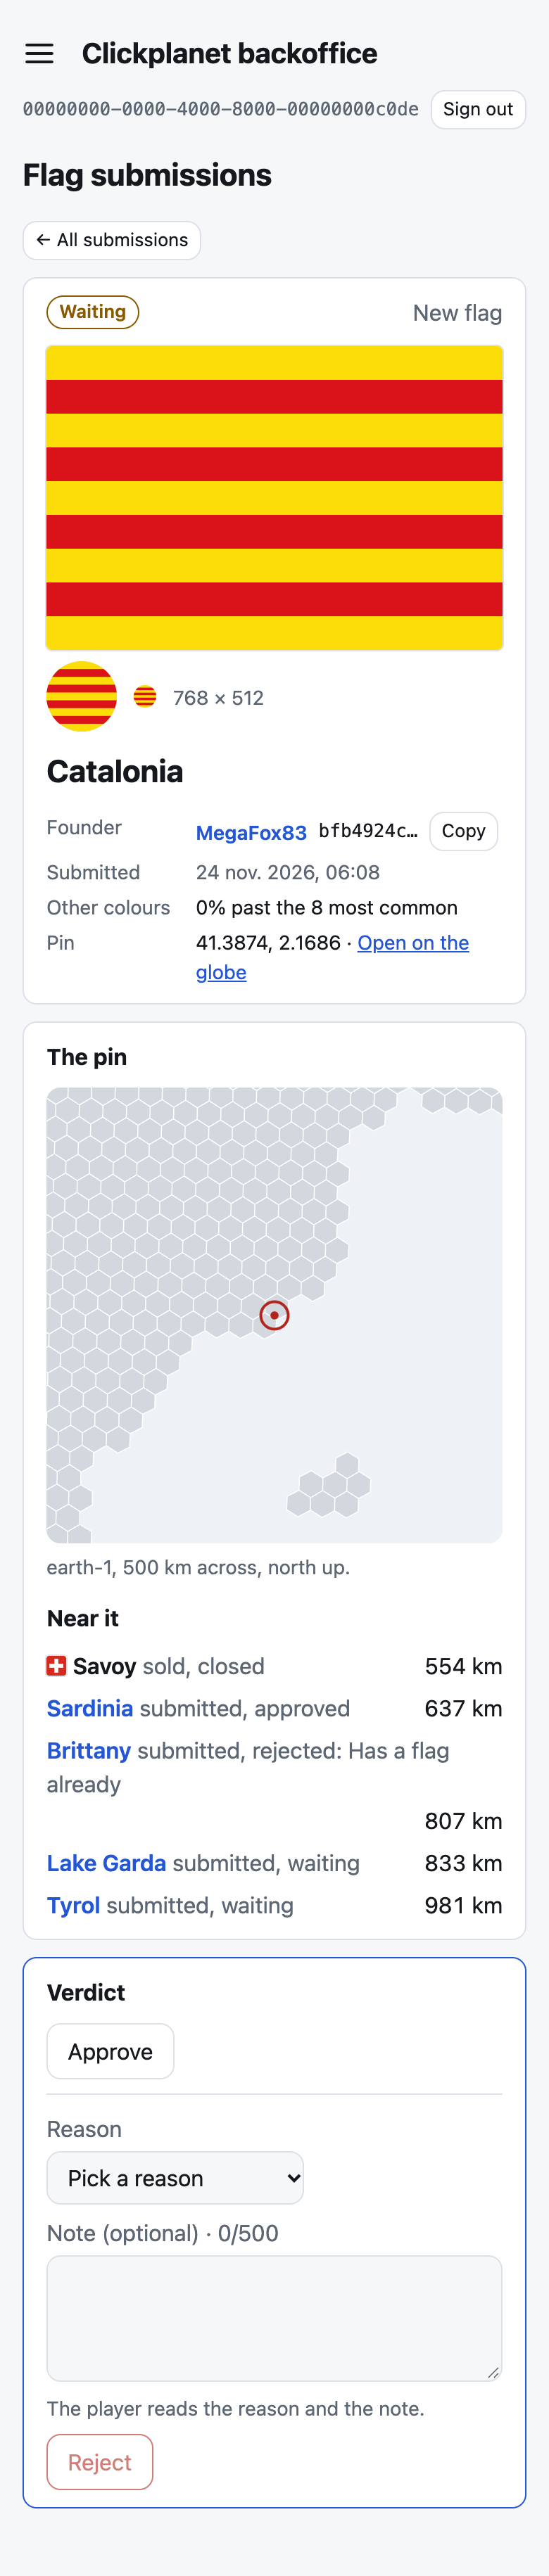 Clickplanet backoffice
00000000-0000-4000-8000-00000000c0de
Sign out
Flag submissions
← All submissions
Waiting
New flag
768 × 512
Catalonia
Founder
MegaFox83 bfb4924c…
Copy
Submitted
24 nov. 2026, 06:08
Other colours
0% past the 8 most common
Pin
41.3874, 2.1686 · Open on the
globe
The pin
earth-1, 500 km across, north up.
Near it
Savoy sold, closed
554 km
Sardinia submitted, approved
637 km
Brittany submitted, rejected: Has a flag
already
807 km
Lake Garda submitted, waiting
833 km
Tyrol submitted, waiting
981 km
Verdict
Approve
Reason
Pick a reason
Note (optional) · 0/500
The player reads the reason and the note.
Reject